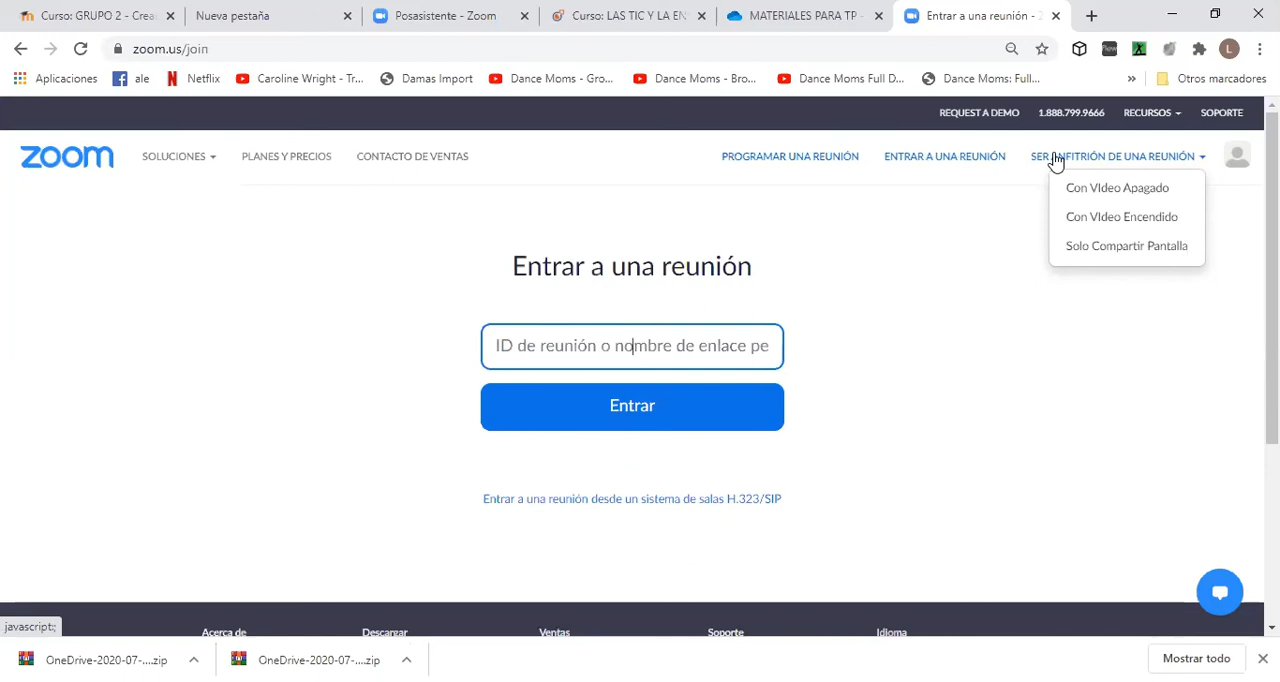 Curso: GRUPO 2 - Crea
Nueva pestaña
Posasistente - Zoom
Curso: LAS TIC Y LA EN
MATERIALES PARA TP -
Entrar a una reunión - Z
zoom.us/join
L
Aplicaciones
ale
Netflix
Caroline Wright - Tr...
Damas Import
Dance Moms - Gro...
Dance Moms - Bro...
Dance Moms Full D...
Dance Moms: Full...
»
Otros marcadores
REQUEST A DEMO
1.888.799.9666
RECURSOS
SOPORTE
zoom
SOLUCIONES
PLANES Y PRECIOS
CONTACTO DE VENTAS
PROGRAMAR UNA REUNIÓN
ENTRAR A UNA REUNIÓN
SER ANFITRIÓN DE UNA REUNIÓN
Con VIdeo Apagado
Con VIdeo Encendido
Solo Compartir Pantalla
Entrar a una reunión
ID de reunión o nombre de enlace pe
Entrar
Entrar a una reunión desde un sistema de salas H.323/SIP
javascript:;
Acerca de
Descargar
Ventas
Soporte
Idioma
OneDrive-2020-07-....zip
OneDrive-2020-07-....zip
Mostrar todo